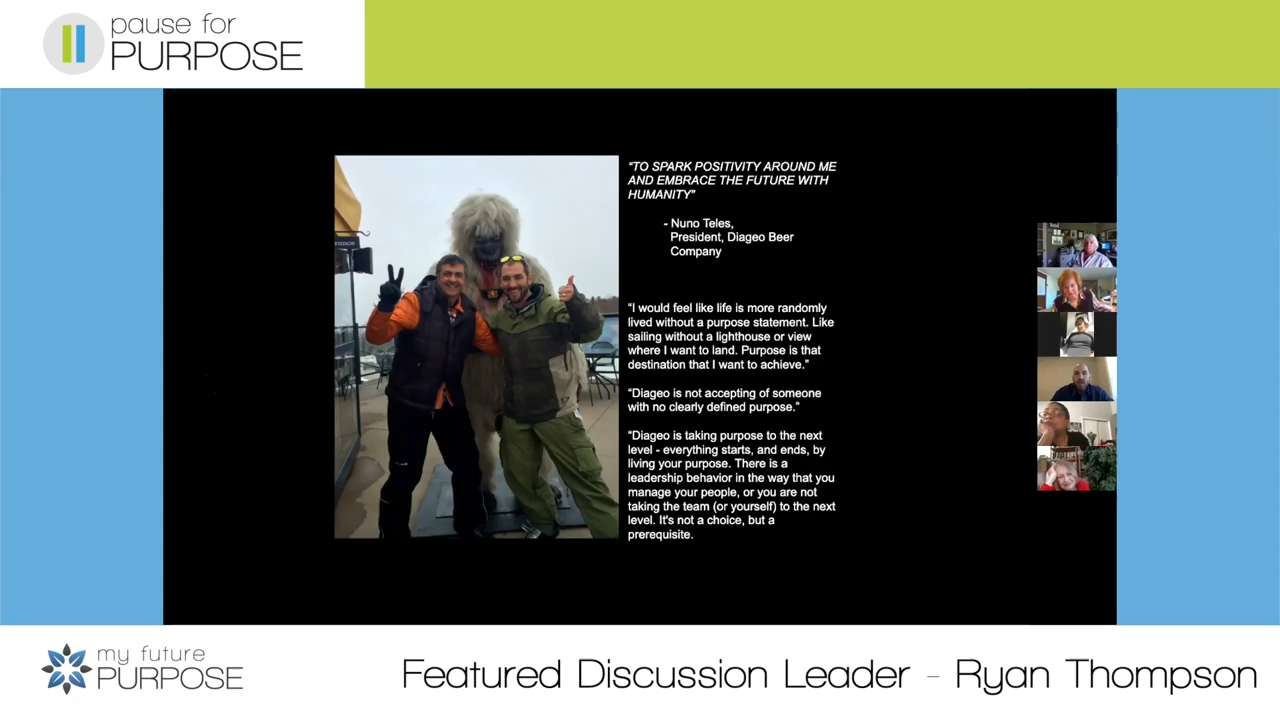 pause for
PURPOSE
"TO SPARK POSITIVITY AROUND ME
AND EMBRACE THE FUTURE WITH
HUMANITY"
- Nuno Teles,
President, Diageo Beer
Company
"I would feel like life is more randomly
lived without a purpose statement. Like
sailing without a lighthouse or view
where I want to land. Purpose is that
destination that I want to achieve."
"Diageo is not accepting of someone
with no clearly defined purpose."
"Diageo is taking purpose to the next
level - everything starts, and ends, by
living your purpose. There is a
leadership behavior in the way that you
manage your people, or you are not
taking the team (or yourself) to the next
level. It's not a choice, but a
prerequisite.
my future
PURPOSE
Featured Discussion Leader - Ryan Thompson